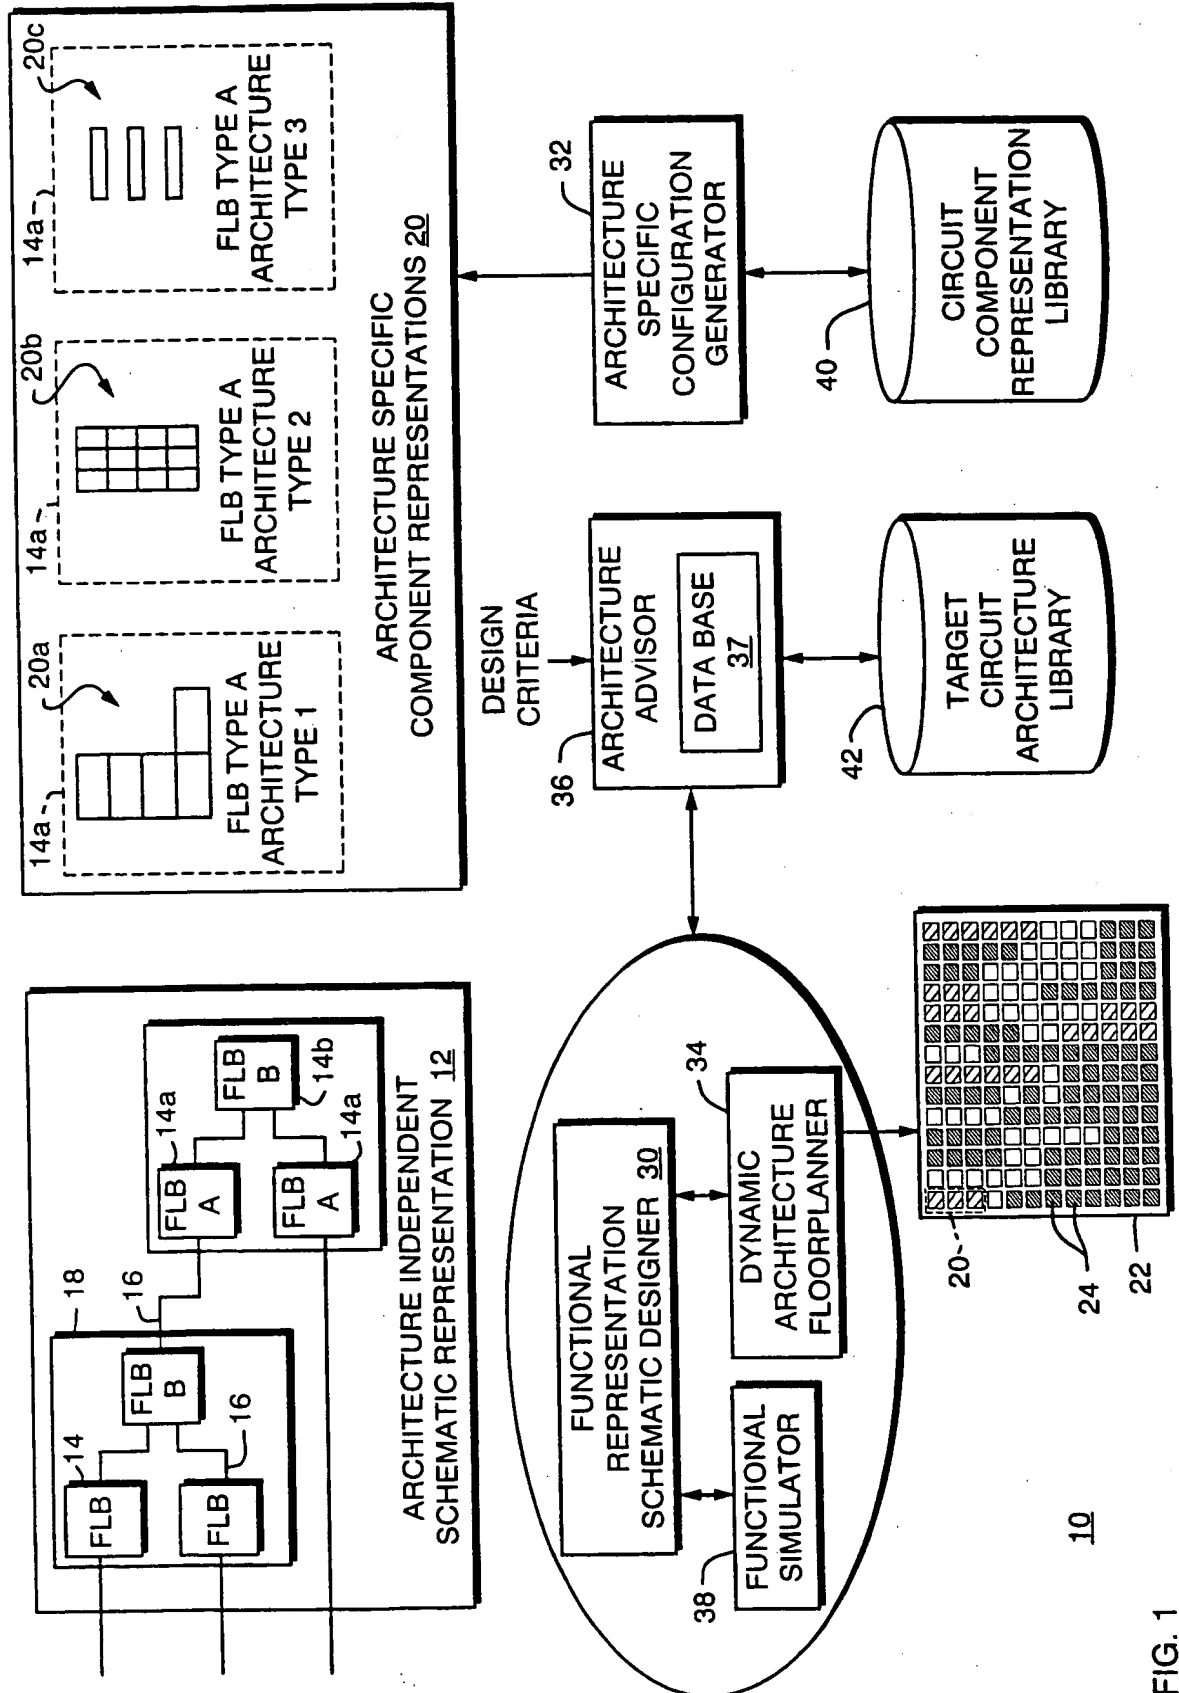 14
FLB
FLB
16
FLB
B
18
16
14a
FLB
A
FLB
A
14a
FLB
B
14b
ARCHITECTURE INDEPENDENT
SCHEMATIC REPRESENTATION 12
14a
20a
FLB TYPE A
ARCHITECTURE
TYPE 1
14a
20b
FLB TYPE A
ARCHITECTURE
TYPE 2
14a
20c
FLB TYPE A
ARCHITECTURE
TYPE 3
ARCHITECTURE SPECIFIC
COMPONENT REPRESENTATIONS 20
FUNCTIONAL
REPRESENTATION
SCHEMATIC DESIGNER 30
38
FUNCTIONAL
SIMULATOR
34
DYNAMIC
ARCHITECTURE
FLOORPLANNER
DESIGN
CRITERIA
36
ARCHITECTURE
ADVISOR
DATA BASE
37
32
ARCHITECTURE
SPECIFIC
CONFIGURATION
GENERATOR
20
24
22
42
TARGET
CIRCUIT
ARCHITECTURE
LIBRARY
40
CIRCUIT
COMPONENT
REPRESENTATION
LIBRARY
10
FIG. 1